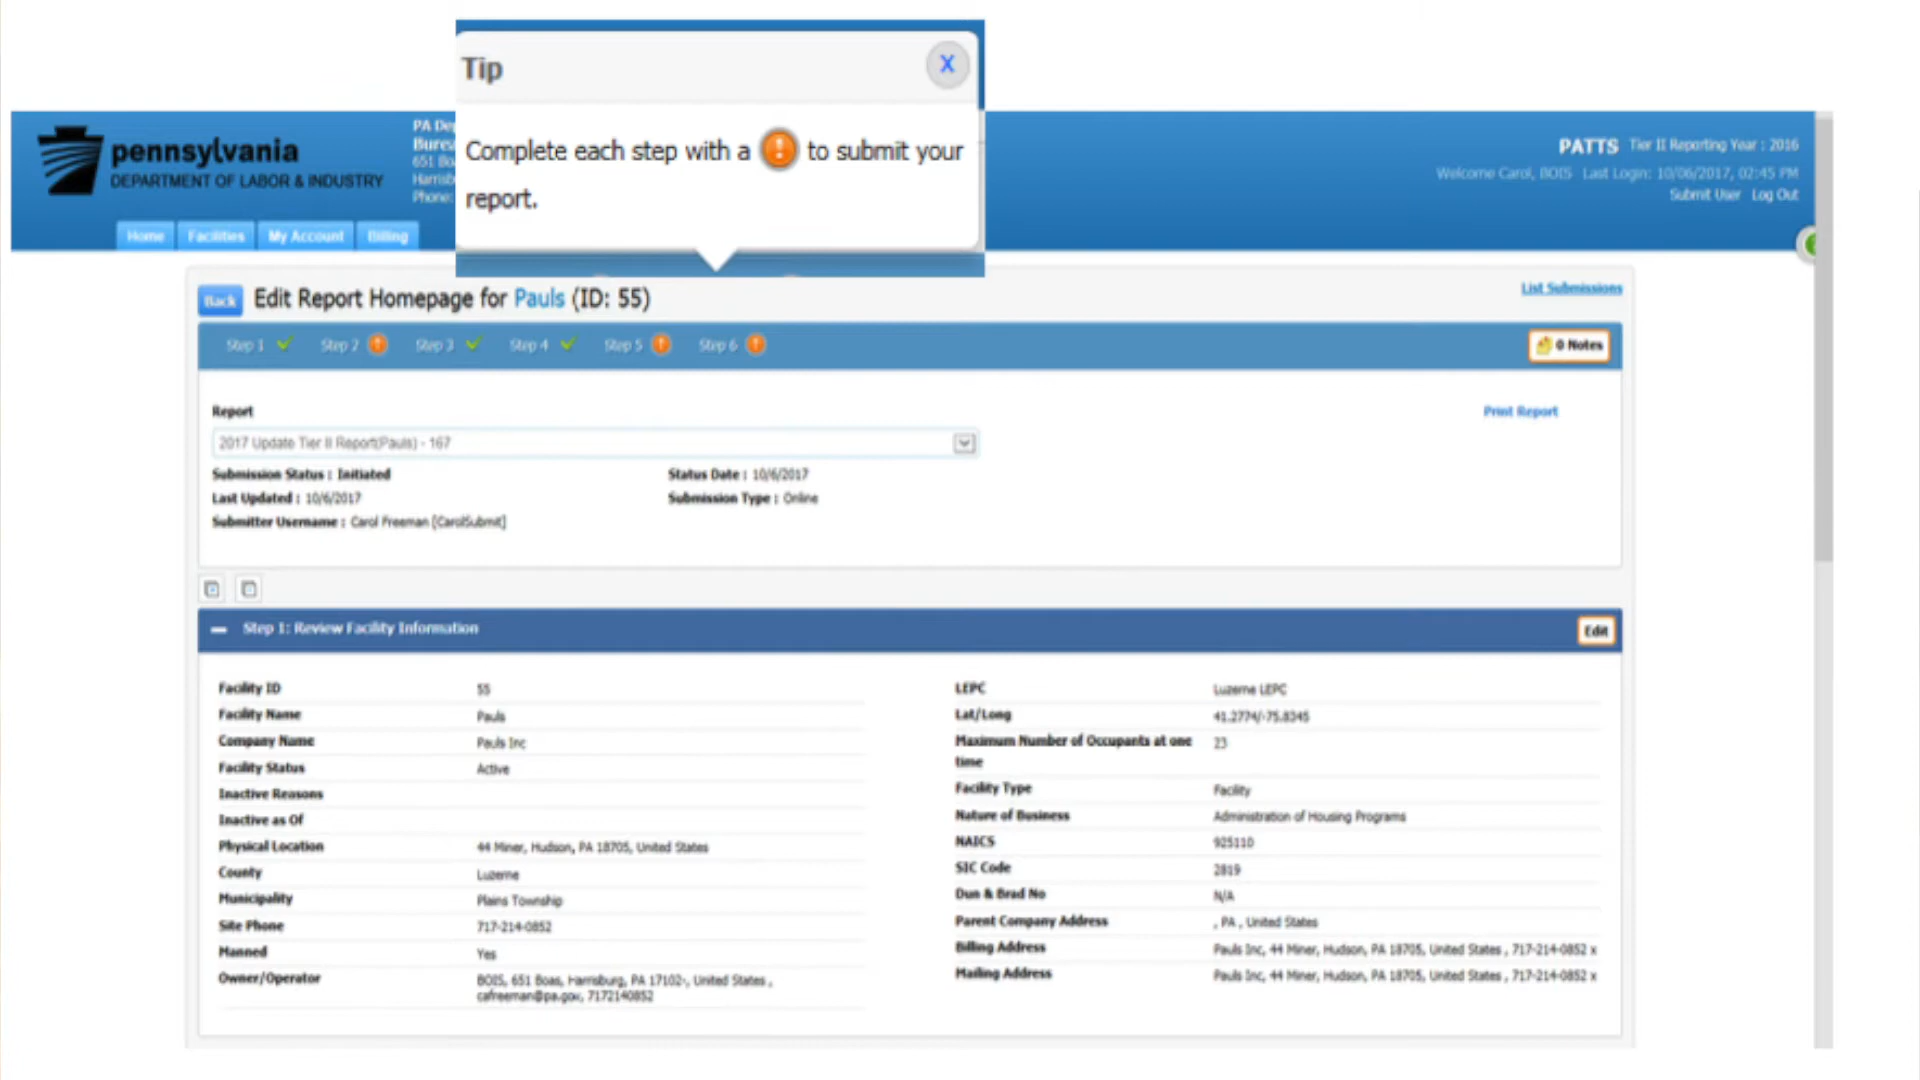 Tip
X
Complete each step with a ! to submit your
report.
pennsylvania
DEPARTMENT OF LABOR & INDUSTRY
PA De
Burea
651 Bo
Harrisb
Phone:
PATTS Tier II Reporting Year : 2016
Welcome Carol, BOIS Last Login: 10/06/2017, 02:45 PM
Submit User Log Out
Home Facilities My Account Billing
Back Edit Report Homepage for Pauls (ID: 55)
List Submissions
Step 1 Step 2 ! Step 3 Step 4 Step 5 ! Step 6 !
0 Notes
Report
Print Report
2017 Update Tier II Report(Pauls) - 167
Submission Status : Initiated
Status Date : 10/6/2017
Last Updated : 10/6/2017
Submission Type : Online
Submitter Username : Carol Freeman [CarolSubmit]
Step 1: Review Facility Information
Edit
Facility ID 55
Facility Name Pauls
Company Name Pauls Inc
Facility Status Active
Inactive Reasons
Inactive as Of
Physical Location 44 Miner, Hudson, PA 18705, United States
County Luzerne
Municipality Plains Township
Site Phone 717-214-0852
Manned Yes
Owner/Operator BOIS, 651 Boas, Harrisburg, PA 17102-, United States ,
cafreeman@pa.gov, 7172140852
LEPC Luzerne LEPC
Lat/Long 41.2774/-75.8345
Maximum Number of Occupants at one 23
time
Facility Type Facility
Nature of Business Administration of Housing Programs
NAICS 925110
SIC Code 2819
Dun & Brad No N/A
Parent Company Address , PA , United States
Billing Address Pauls Inc, 44 Miner, Hudson, PA 18705, United States , 717-214-0852 x
Mailing Address Pauls Inc, 44 Miner, Hudson, PA 18705, United States , 717-214-0852 x